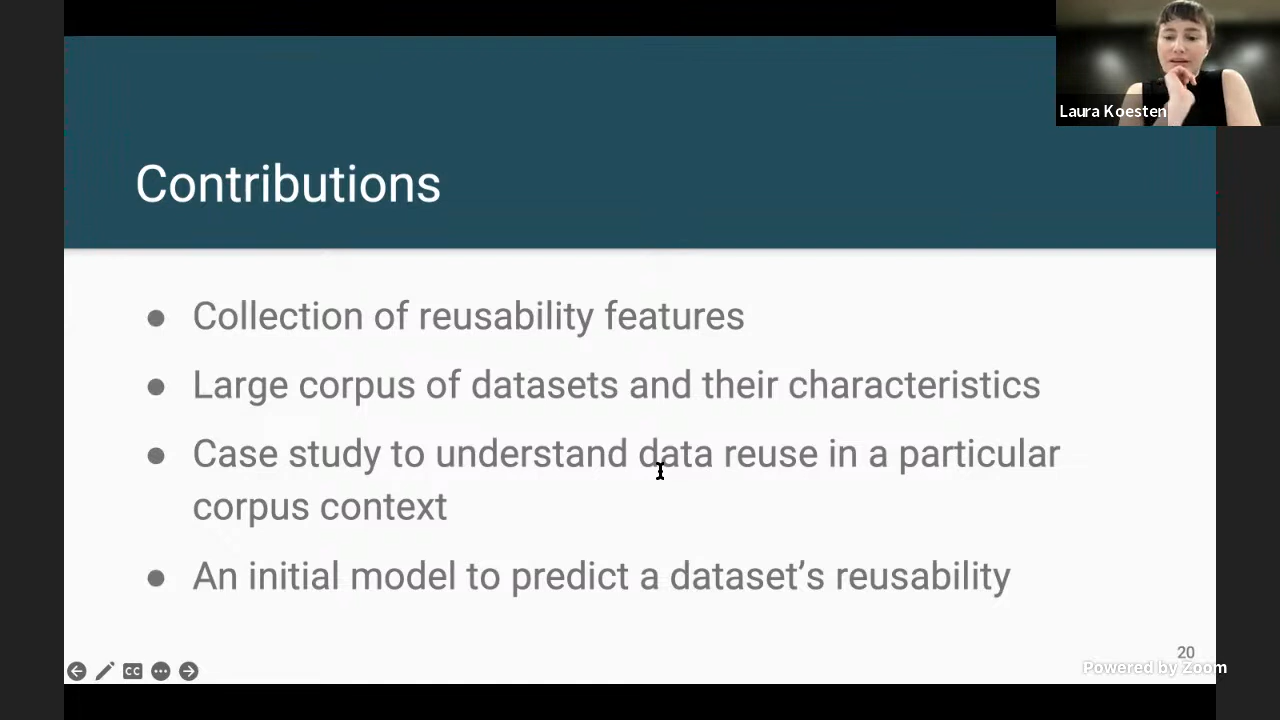 Laura Koesten
Contributions
● Collection of reusability features
● Large corpus of datasets and their characteristics
● Case study to understand data reuse in a particular
corpus context
● An initial model to predict a dataset’s reusability
20
Powered by Zoom
CC